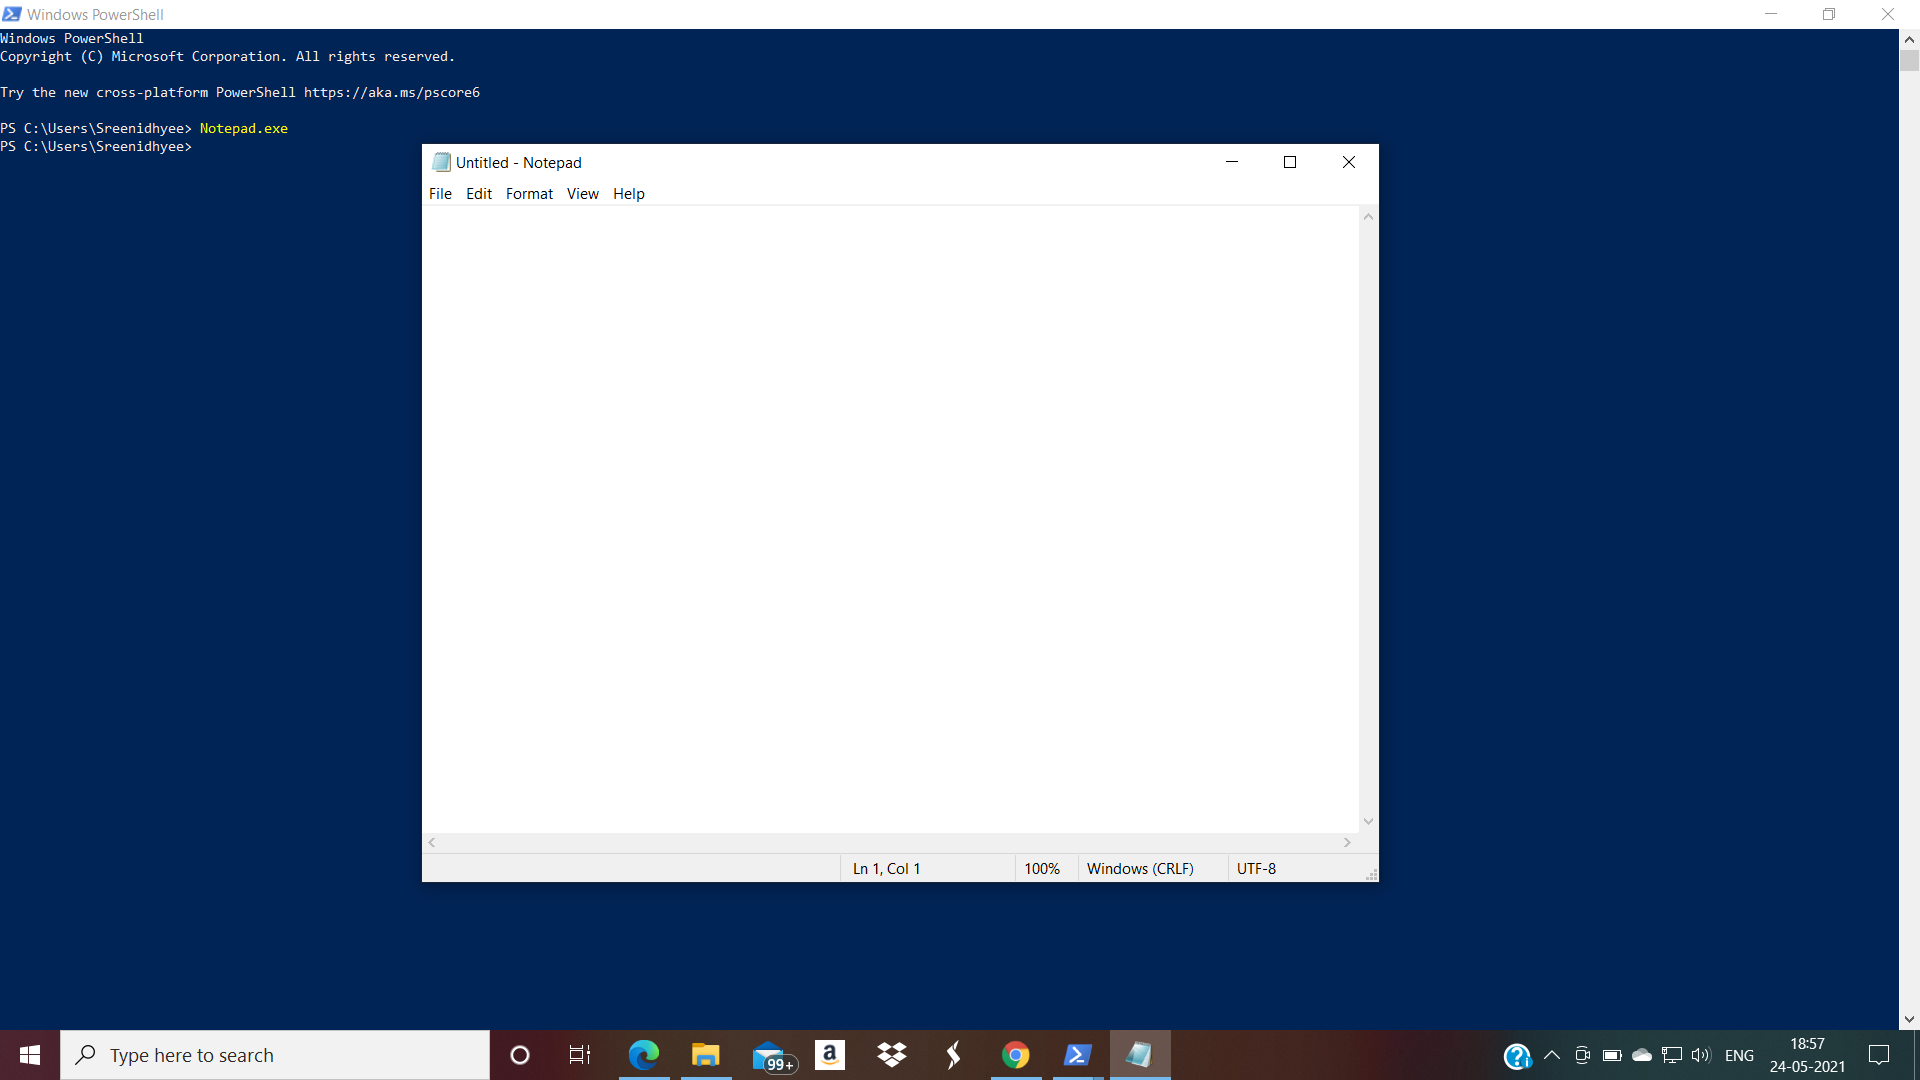 Windows PowerShell
Windows PowerShell
Copyright (C) Microsoft Corporation. All rights reserved.
Try the new cross-platform PowerShell https://aka.ms/pscore6
PS C:\Users\Sreenidhyee> Notepad.exe
PS C:\Users\Sreenidhyee>
Untitled - Notepad
File Edit Format View Help
Ln 1, Col 1 100% Windows (CRLF) UTF-8
Type here to search
99+
a
ENG
18:57
24-05-2021